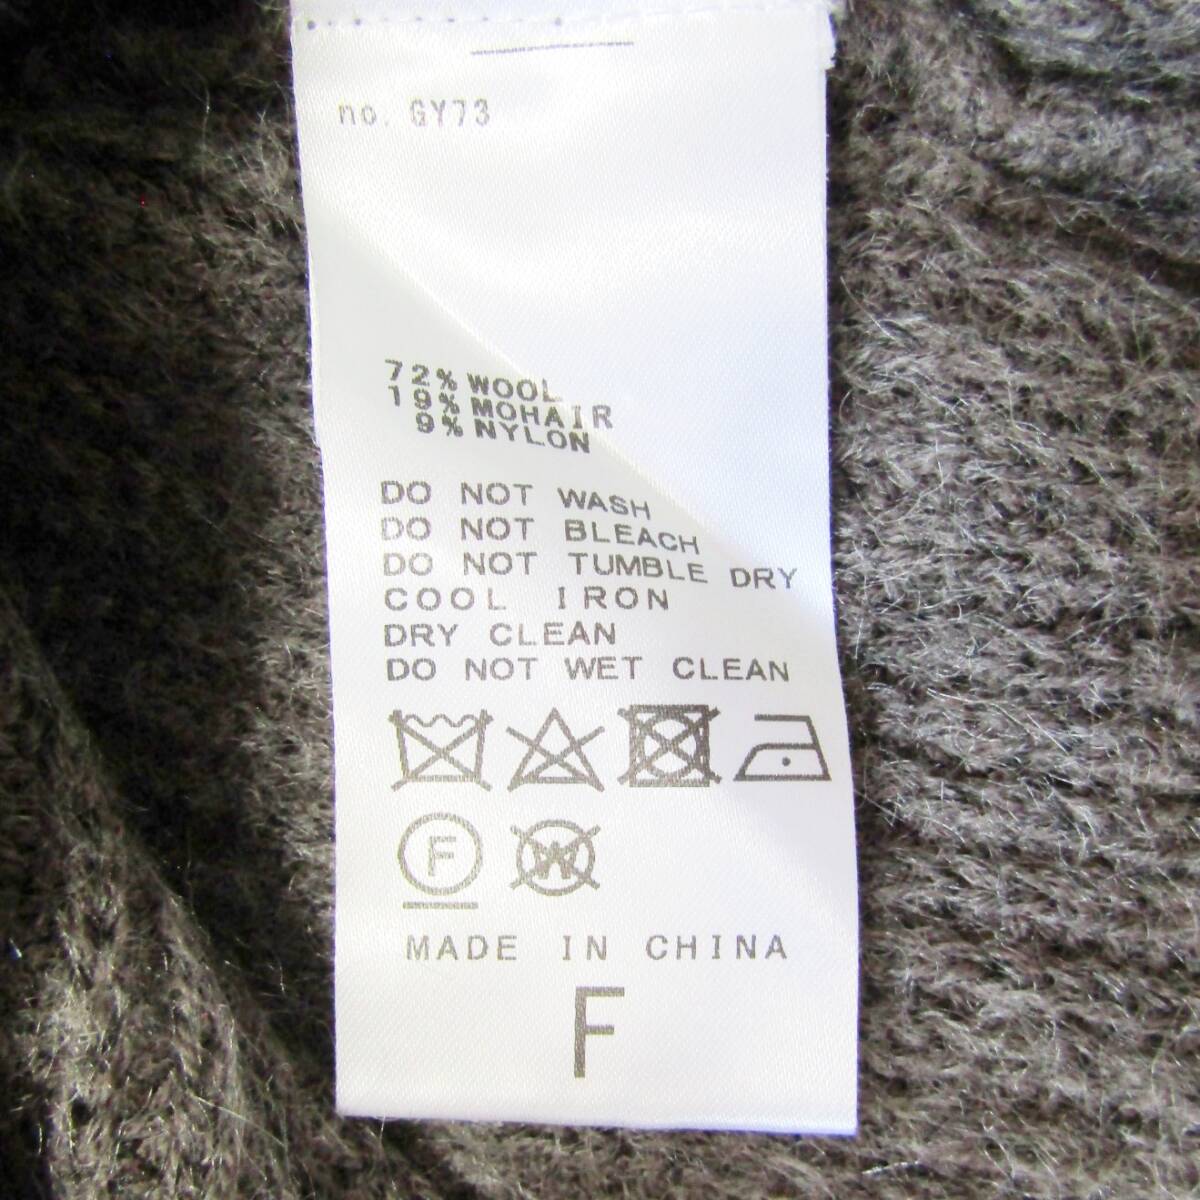 no. GY73
72% WOOL
19% MOHAIR
9% NYLON
DO NOT WASH
DO NOT BLEACH
DO NOT TUMBLE DRY
COOL IRON
DRY CLEAN
DO NOT WET CLEAN
F W
MADE IN CHINA
F